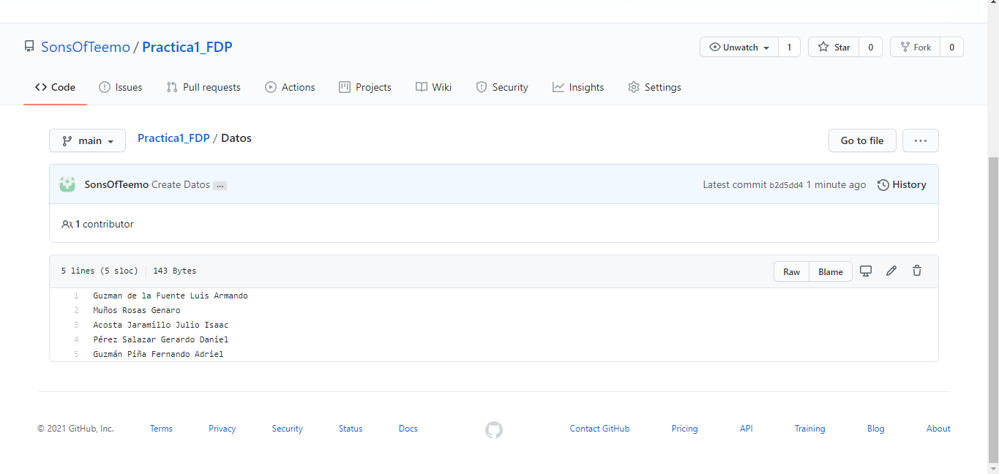 SonsOfTeemo / Practica1_FDP
Unwatch 1 Star 0 Fork 0
Code Issues Pull requests Actions Projects Wiki Security Insights Settings
main Practica1_FDP / Datos Go to file ...
SonsOfTeemo Create Datos ... Latest commit b2d5dd4 1 minute ago History
1 contributor
5 lines (5 sloc) 143 Bytes Raw Blame
1 Guzman de la Fuente Luis Armando
2 Muños Rosas Genaro
3 Acosta Jaramillo Julio Isaac
4 Pérez Salazar Gerardo Daniel
5 Guzmán Piña Fernando Adriel
© 2021 GitHub, Inc. Terms Privacy Security Status Docs Contact GitHub Pricing API Training Blog About